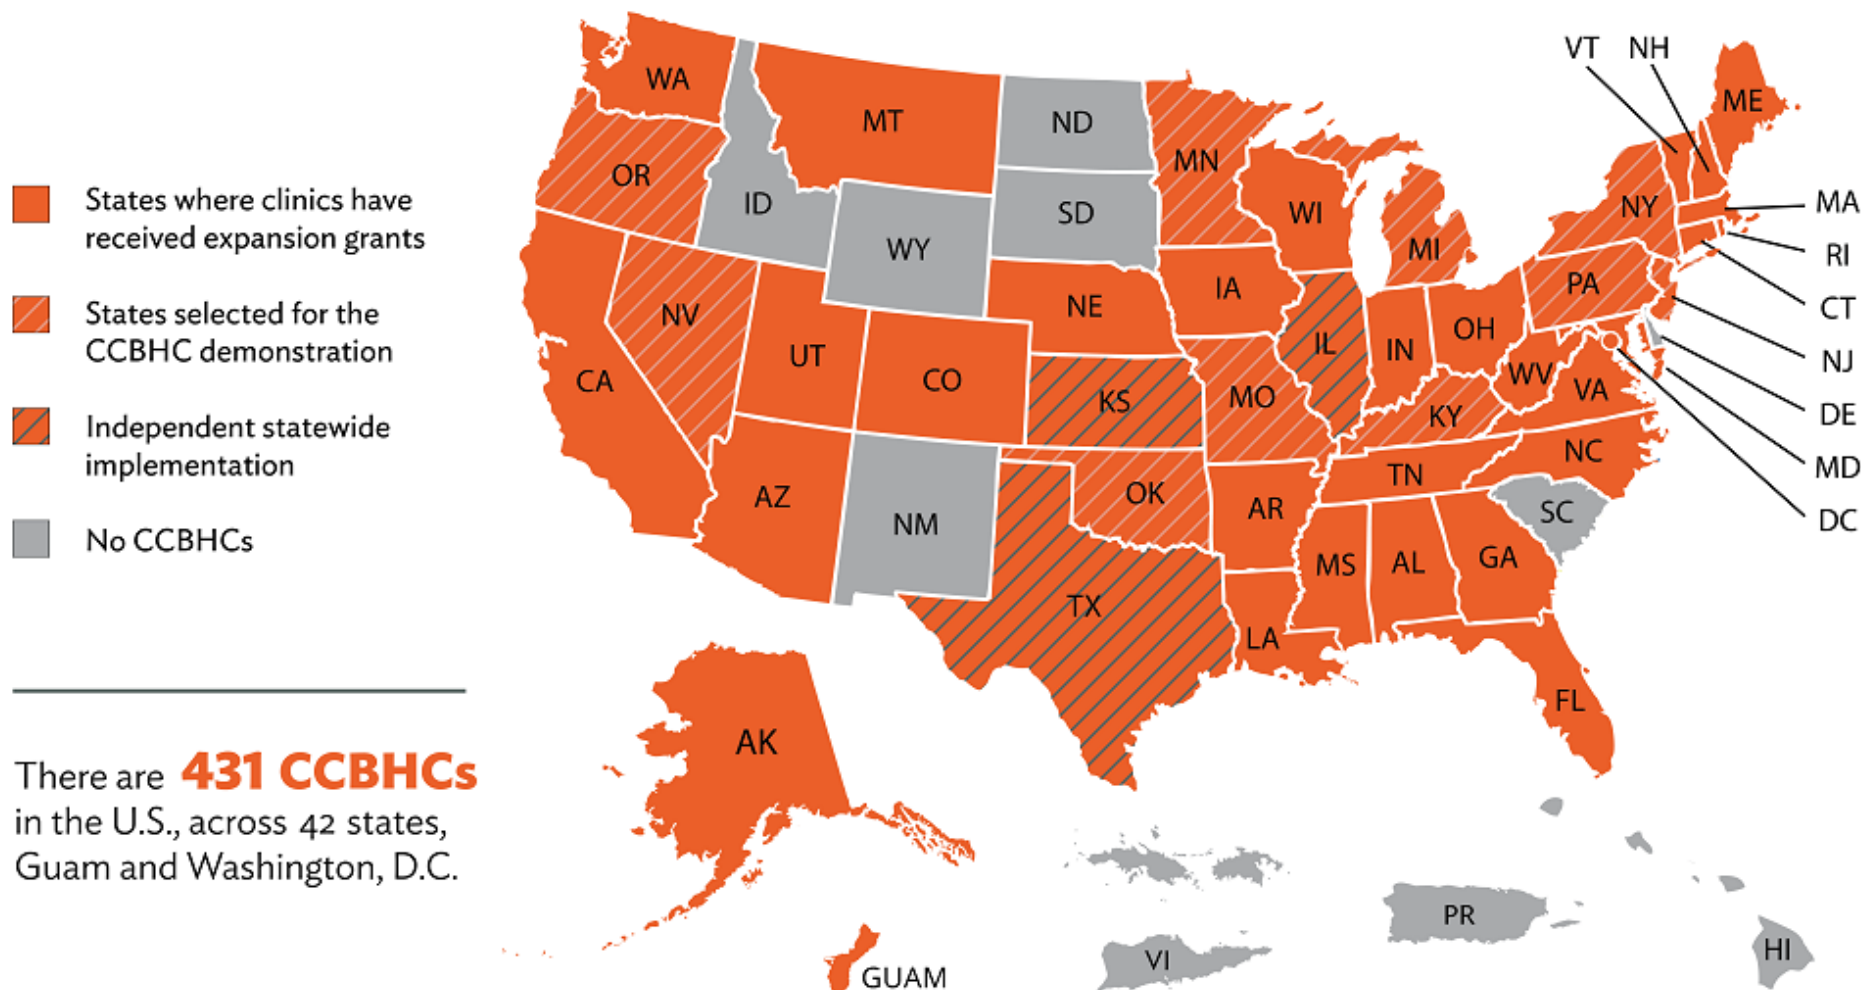 States where clinics have
received expansion grants
States selected for the
CCBHC demonstration
Independent statewide
implementation
No CCBHCs
There are 431 CCBHCs
in the U.S., across 42 states,
Guam and Washington, D.C.
VT NH
WA
ME
MT
ND
MN
OR
ID
SD
WI
NY
MA
WY
MI
RI
NV
NE
IA
PA
CT
UT
CO
IL
IN
OH
NJ
CA
KS
MO
WV
VA
DE
KY
NC
MD
AZ
NM
OK
AR
TN
SC
DC
TX
MS
AL
GA
LA
FL
AK
PR
VI
HI
GUAM